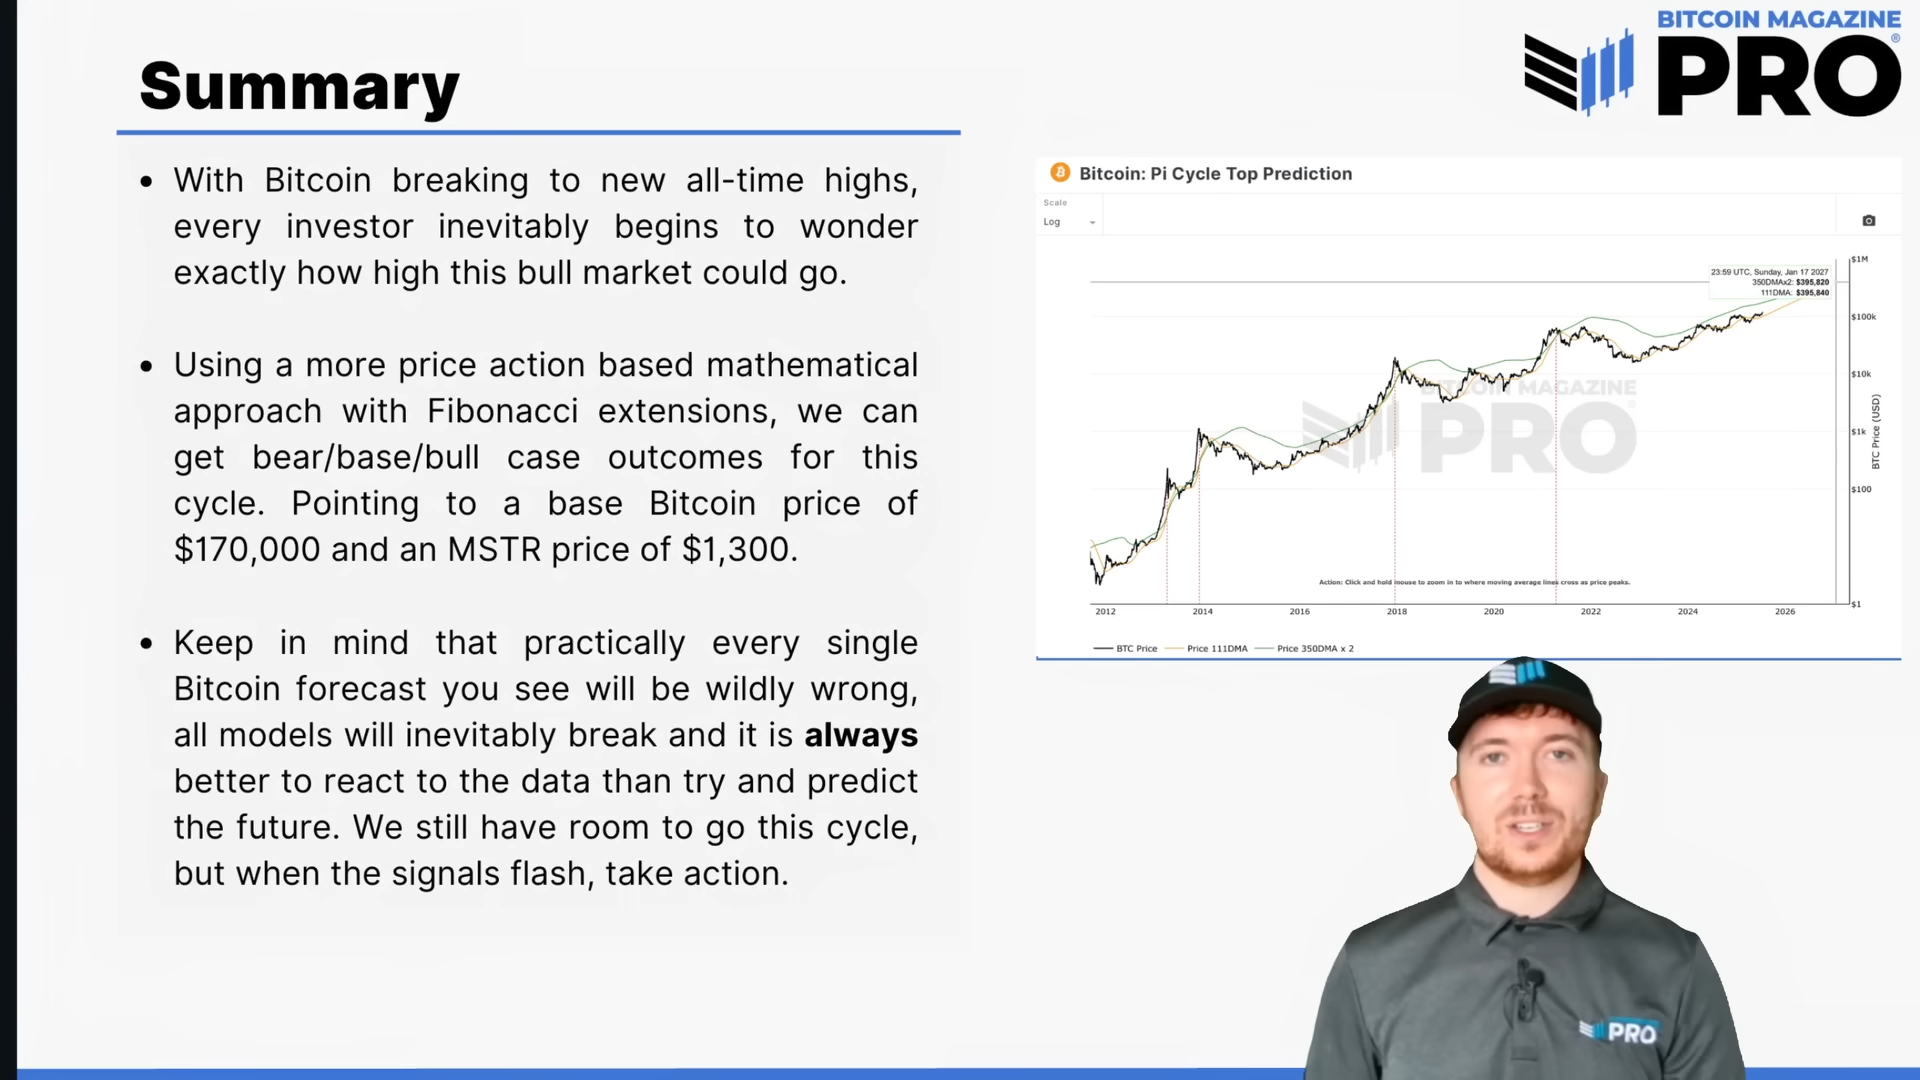 BITCOIN MAGAZINE
PRO
®
Summary
• With Bitcoin breaking to new all-time highs,
every investor inevitably begins to wonder
exactly how high this bull market could go.
• Using a more price action based mathematical
approach with Fibonacci extensions, we can
get bear/base/bull case outcomes for this
cycle. Pointing to a base Bitcoin price of
$170,000 and an MSTR price of $1,300.
• Keep in mind that practically every single
Bitcoin forecast you see will be wildly wrong,
all models will inevitably break and it is always
better to react to the data than try and predict
the future. We still have room to go this cycle,
but when the signals flash, take action.
Bitcoin: Pi Cycle Top Prediction
Scale
Log
23:59 UTC, Sunday, Jan 17 2027
350DMAx2: $395,820
111DMA: $395,840
$1M
$100k
$10k
$1k
$100
$1
BTC Price (USD)
BITCOIN MAGAZINE
PRO
Action: Click and hold mouse to zoom in to where moving average lines cross as price peaks.
2012 2014 2016 2018 2020 2022 2024 2026
BTC Price Price 111DMA Price 350DMA x 2
PRO